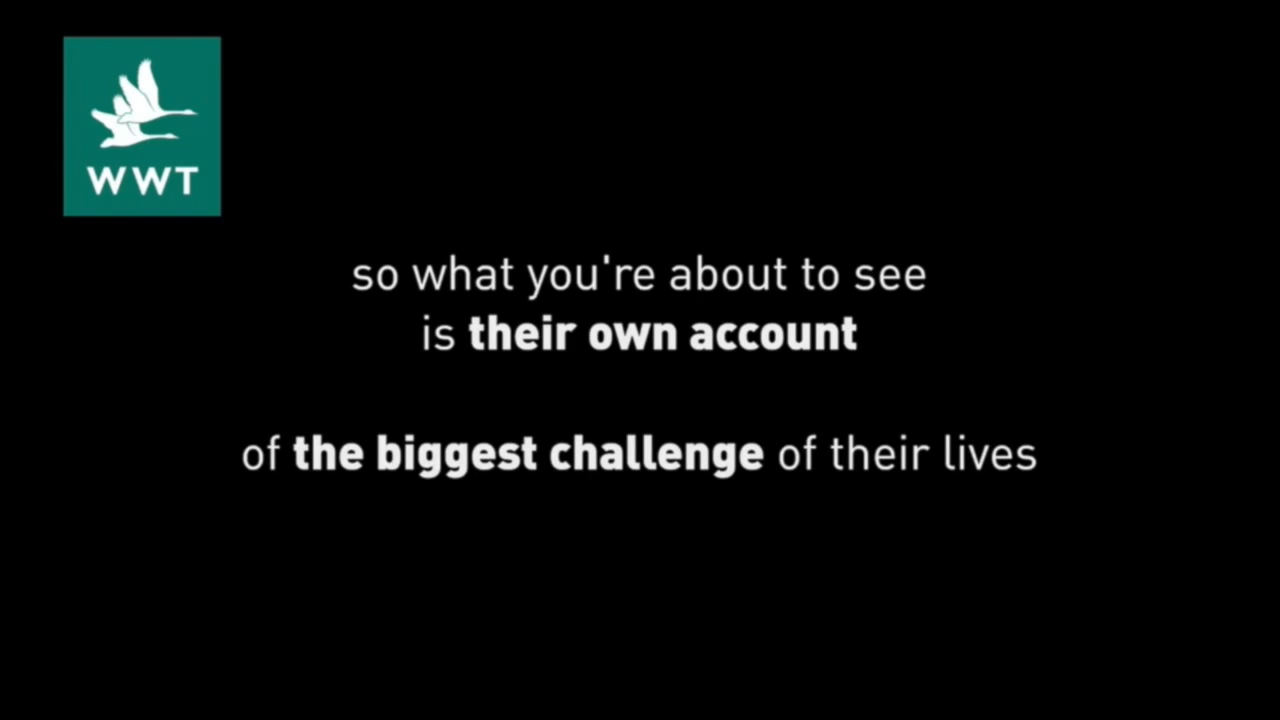 WWT
so what you're about to see
is their own account
of the biggest challenge of their lives